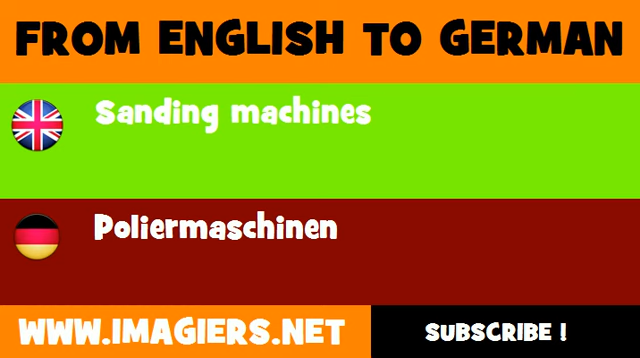 FROM ENGLISH TO GERMAN
Sanding machines
Poliermaschinen
WWW.IMAGIERS.NET
SUBSCRIBE !